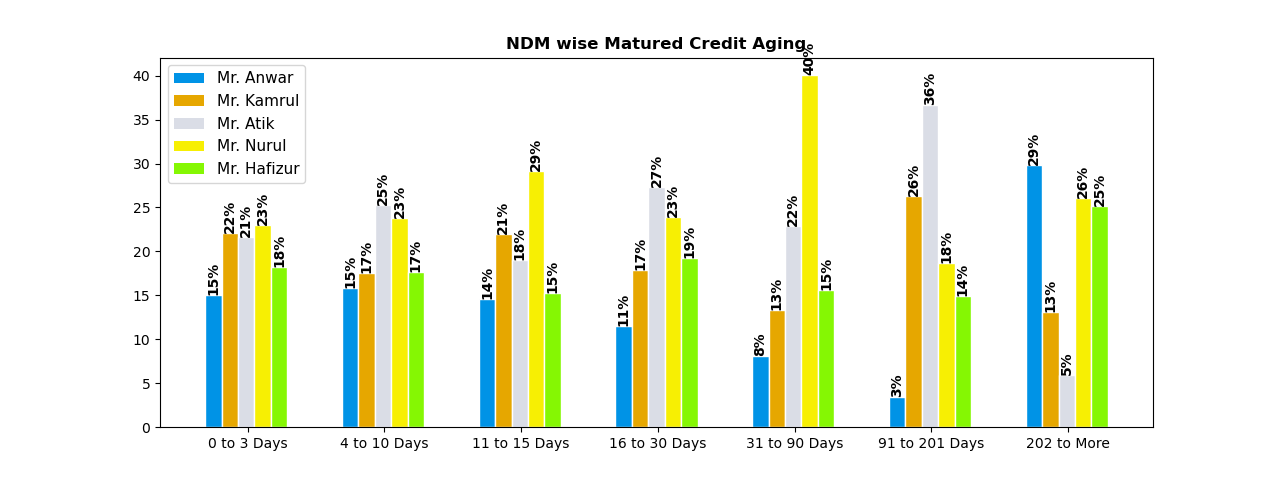 NDM wise Matured Credit Aging
Mr. Anwar
Mr. Kamrul
Mr. Atik
Mr. Nurul
Mr. Hafizur
40
35
30
25
20
15
10
5
0
15% 22% 21% 23% 18%
15% 17% 25% 23% 17%
14% 21% 18% 29% 15%
11% 17% 27% 23% 19%
8% 13% 22% 40% 15%
3% 26% 36% 18% 14%
29% 13% 5% 26% 25%
0 to 3 Days 4 to 10 Days 11 to 15 Days 16 to 30 Days 31 to 90 Days 91 to 201 Days 202 to More